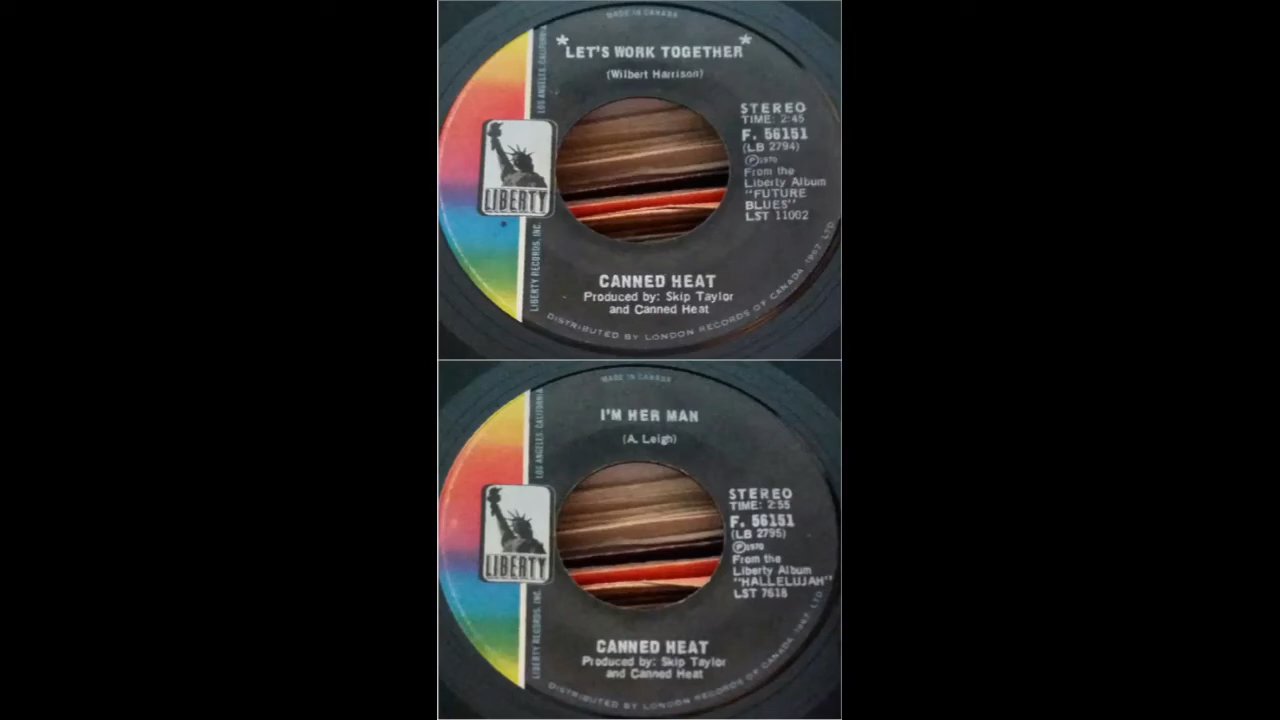 MADE IN CANADA
*LET'S WORK TOGETHER*
(Wilbert Harrison)
STEREO
TIME: 2:45
F. 56151
(LB 2794)
Ⓟ1970
From the
Liberty Album
"FUTURE
BLUES"
LST 11002
LIBERTY
LIBERTY RECORDS, INC. LOS ANGELES, CALIFORNIA
CANNED HEAT
Produced by: Skip Taylor
and Canned Heat
DISTRIBUTED BY LONDON RECORDS OF CANADA 1967 LTD
MADE IN CANADA
I'M HER MAN
(A. Leigh)
STEREO
TIME: 2:55
F. 56151
(LB 2795)
Ⓟ1970
From the
Liberty Album
"HALLELUJAH"
LST 7618
LIBERTY
LIBERTY RECORDS, INC. LOS ANGELES, CALIFORNIA
CANNED HEAT
Produced by: Skip Taylor
and Canned Heat
DISTRIBUTED BY LONDON RECORDS OF CANADA 1967 LTD